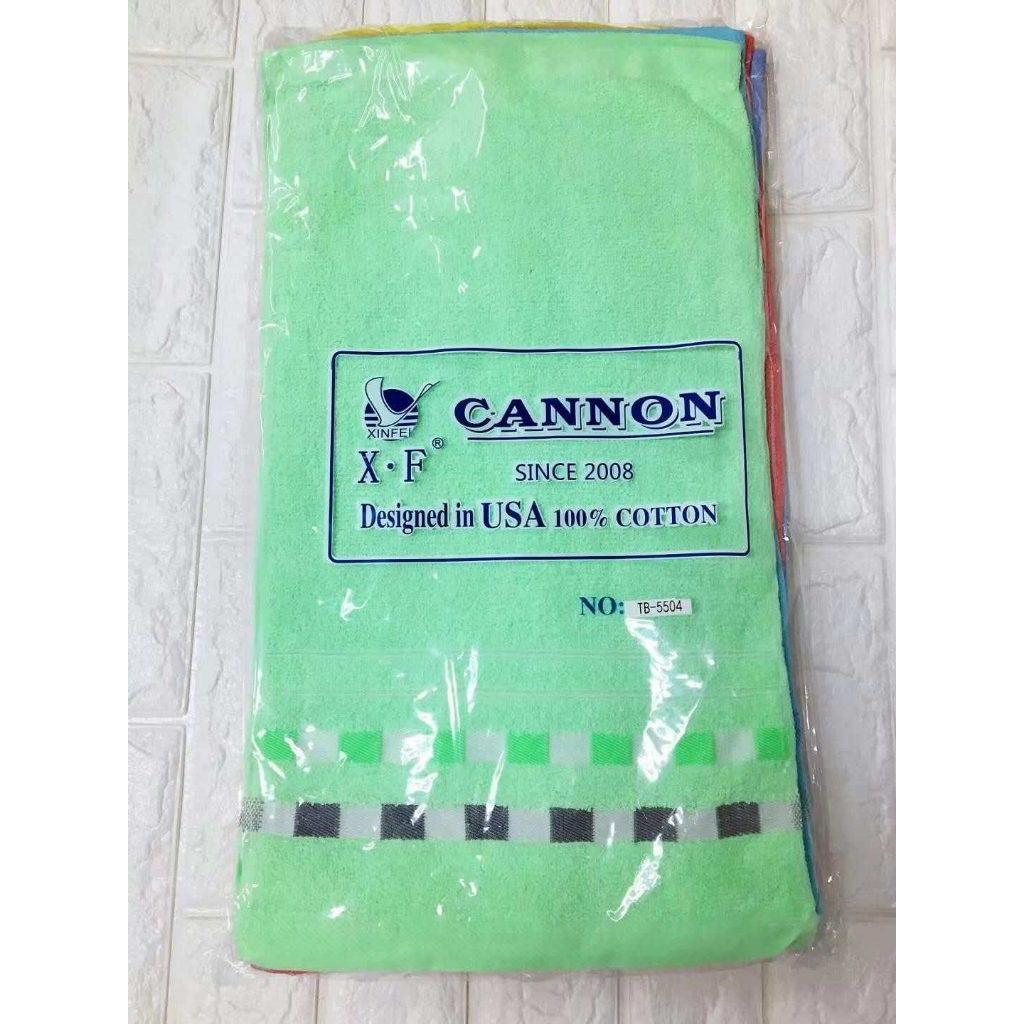 CANNON
XINFEI
X·F®
SINCE 2008
Designed in USA 100% COTTON
NO: TB-5504